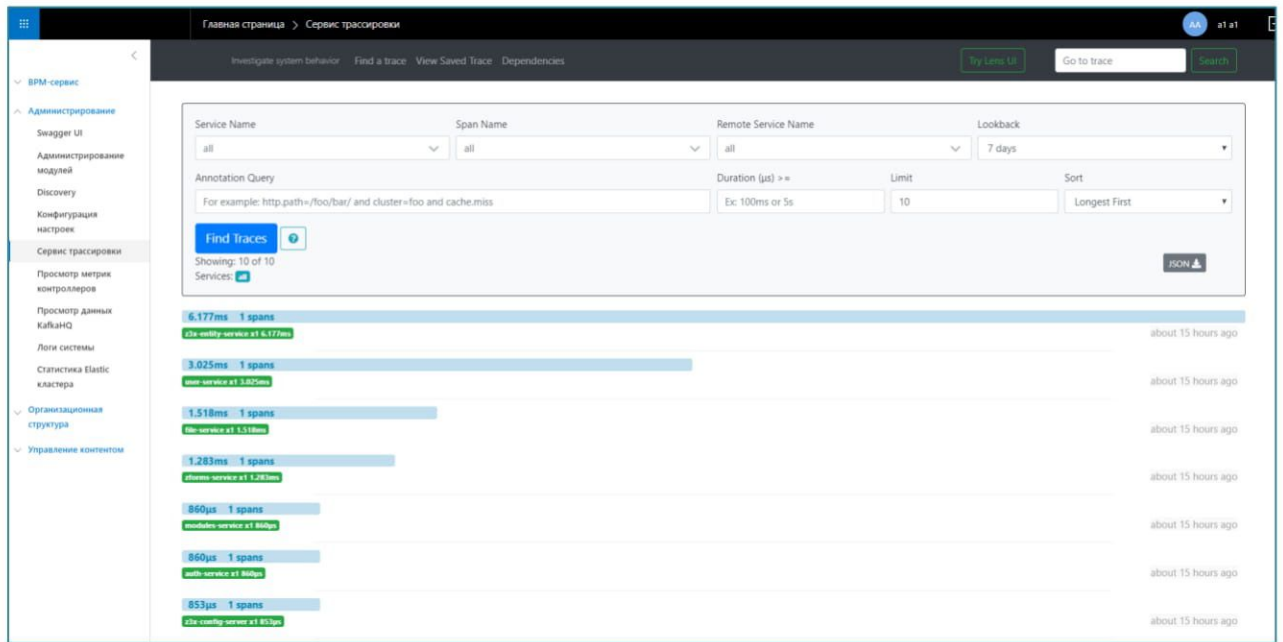 Главная страница > Сервис трассировки
AA a1 a1
Investigate system behavior Find a trace View Saved Trace Dependencies
Try Lens UI
Go to trace
Search
BPM-сервис
Администрирование
Swagger UI
Администрирование
модулей
Discovery
Конфигурация
настроек
Сервис трассировки
Просмотр метрик
контроллеров
Просмотр данных
KafkaHQ
Логи системы
Статистика Elastic
кластера
Организационная
структура
Управление контентом
Service Name Span Name Remote Service Name Lookback
all all all 7 days
Annotation Query Duration (μs) >= Limit Sort
For example: http.path=/foo/bar/ and cluster=foo and cache.miss Ex: 100ms or 5s 10 Longest First
Find Traces ?
Showing: 10 of 10
Services: all
JSON
6.177ms 1 spans
z3x-entity-service x1 6.177ms about 15 hours ago
3.025ms 1 spans
user-service x1 3.025ms about 15 hours ago
1.518ms 1 spans
file-service x1 1.518ms about 15 hours ago
1.283ms 1 spans
zforms-service x1 1.283ms about 15 hours ago
860μs 1 spans
modules-service x1 860μs about 15 hours ago
860μs 1 spans
auth-service x1 860μs about 15 hours ago
853μs 1 spans
z3x-config-server x1 853μs about 15 hours ago